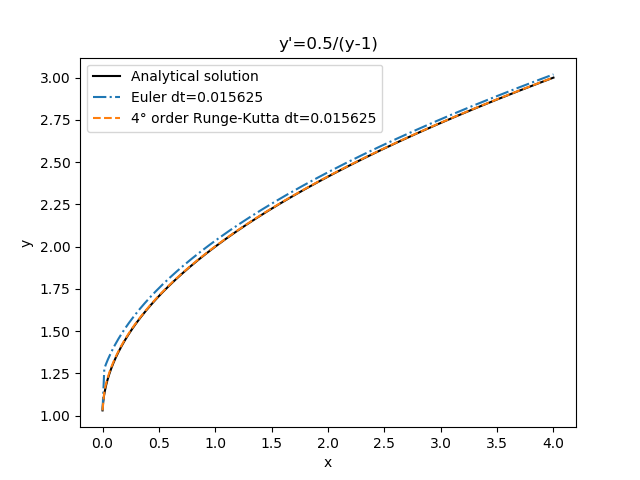 y'=0.5/(y-1)
Analytical solution
Euler dt=0.015625
4° order Runge-Kutta dt=0.015625
3.00
2.75
2.50
2.25
2.00
1.75
1.50
1.25
1.00
y
0.0 0.5 1.0 1.5 2.0 2.5 3.0 3.5 4.0
x